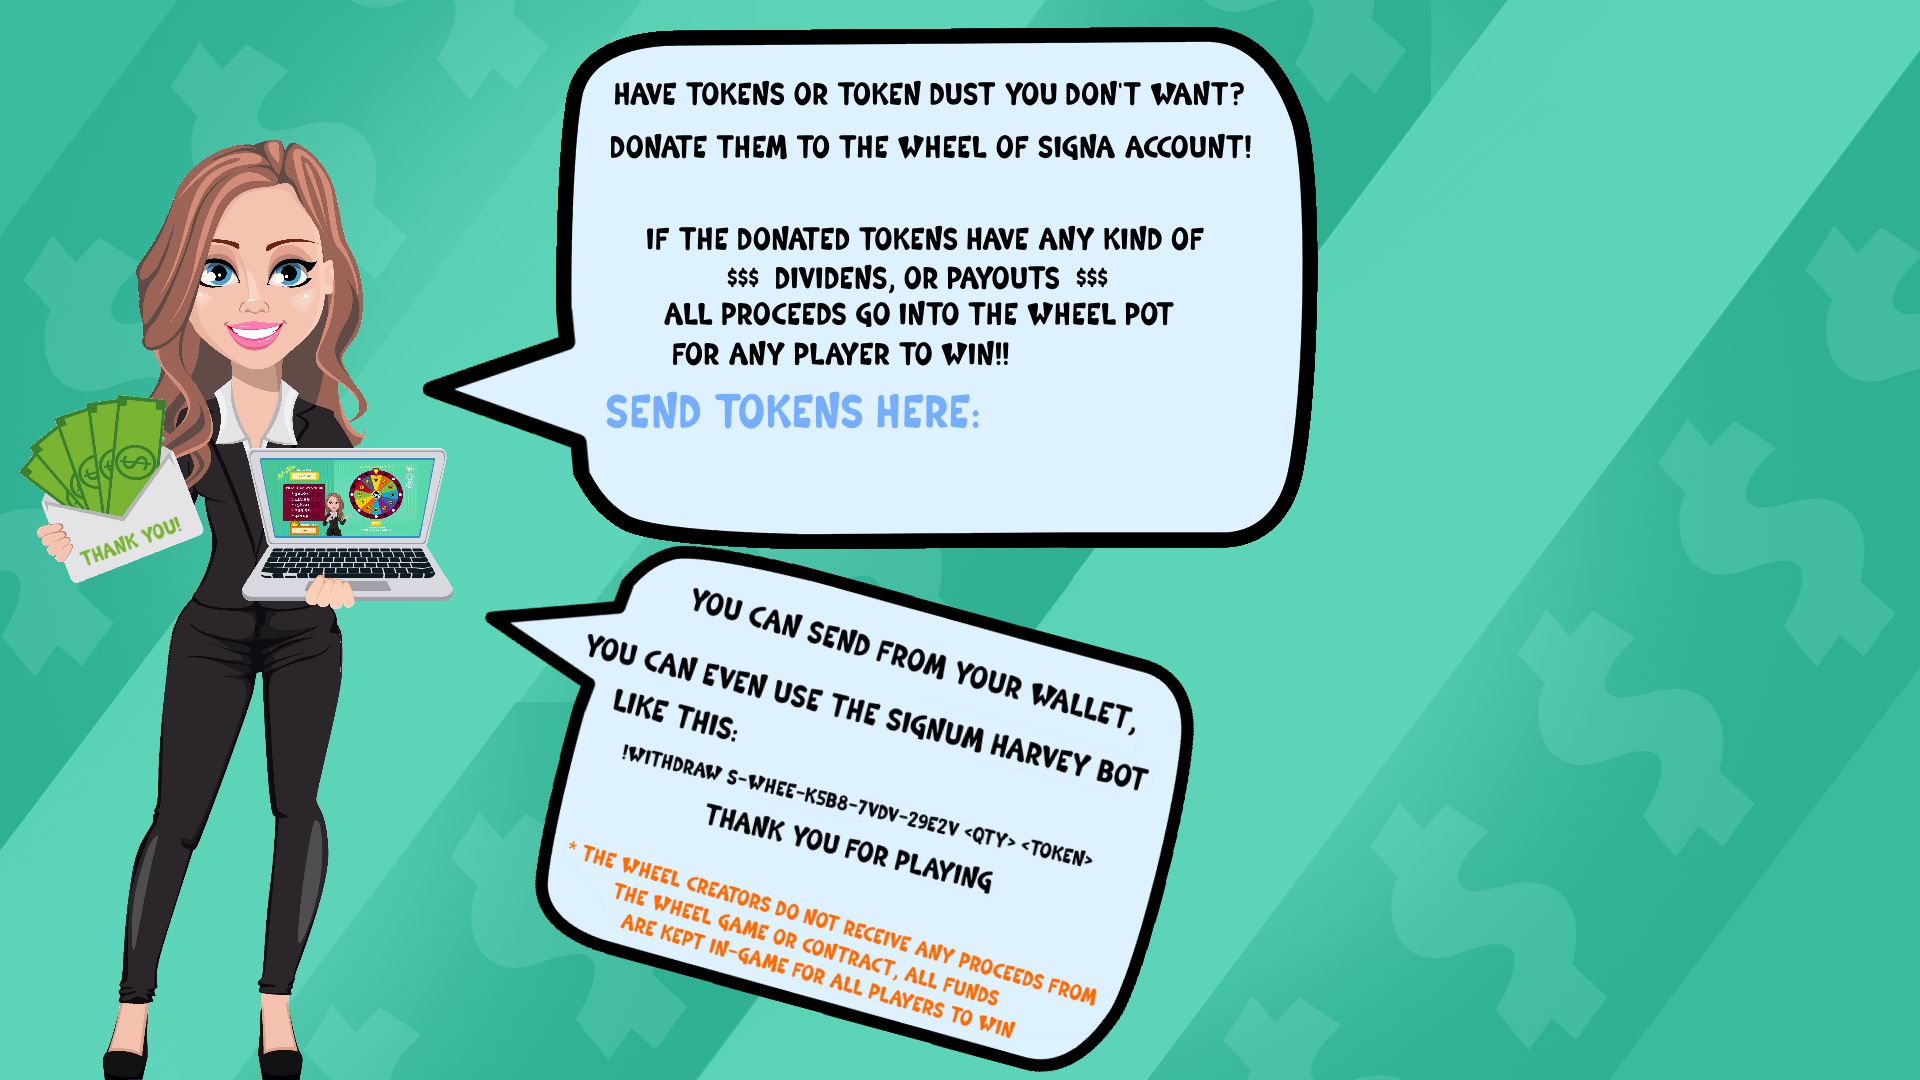 HAVE TOKENS OR TOKEN DUST YOU DON'T WANT?
DONATE THEM TO THE WHEEL OF SIGNA ACCOUNT!
IF THE DONATED TOKENS HAVE ANY KIND OF
$$$ DIVIDENS, OR PAYOUTS $$$
ALL PROCEEDS GO INTO THE WHEEL POT
FOR ANY PLAYER TO WIN!!
SEND TOKENS HERE:
THANK YOU!
YOU CAN SEND FROM YOUR WALLET,
YOU CAN EVEN USE THE SIGNUM HARVEY BOT
LIKE THIS:
!WITHDRAW S-WHEE-K5B8-7VDV-29E2V <QTY> <TOKEN>
THANK YOU FOR PLAYING
* THE WHEEL CREATORS DO NOT RECEIVE ANY PROCEEDS FROM
THE WHEEL GAME OR CONTRACT, ALL FUNDS
ARE KEPT IN-GAME FOR ALL PLAYERS TO WIN